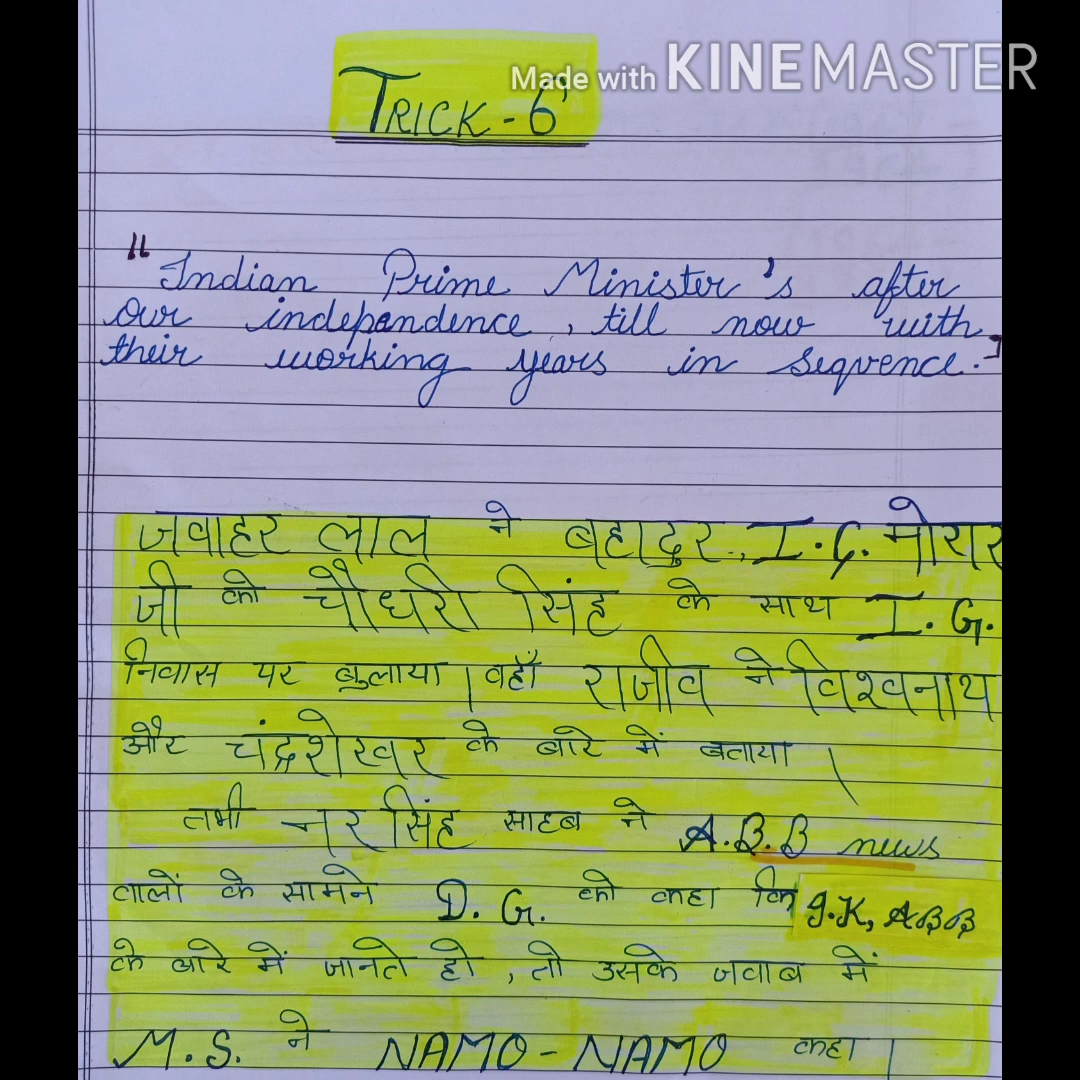 Made with KINEMASTER
TRICK - 6
"Indian Prime Minister's after
our independence, till now with
their working years in sequence."
जवाहर लाल ने बहादुर, I.G. मोरार
जी को चौधरी सिंह के साथ I.G.
निवास पर बुलाया। वहाँ राजीव ने विश्वनाथ
और चंद्रशेखर के बारे में बताया।
तभी नरसिंह साहब ने A.B.B news
वालों के सामने D.G. को कहा कि I.K, ABB
के बारे में जानते हो, तो उसके जवाब में
M.S. ने NAMO-NAMO कहा।